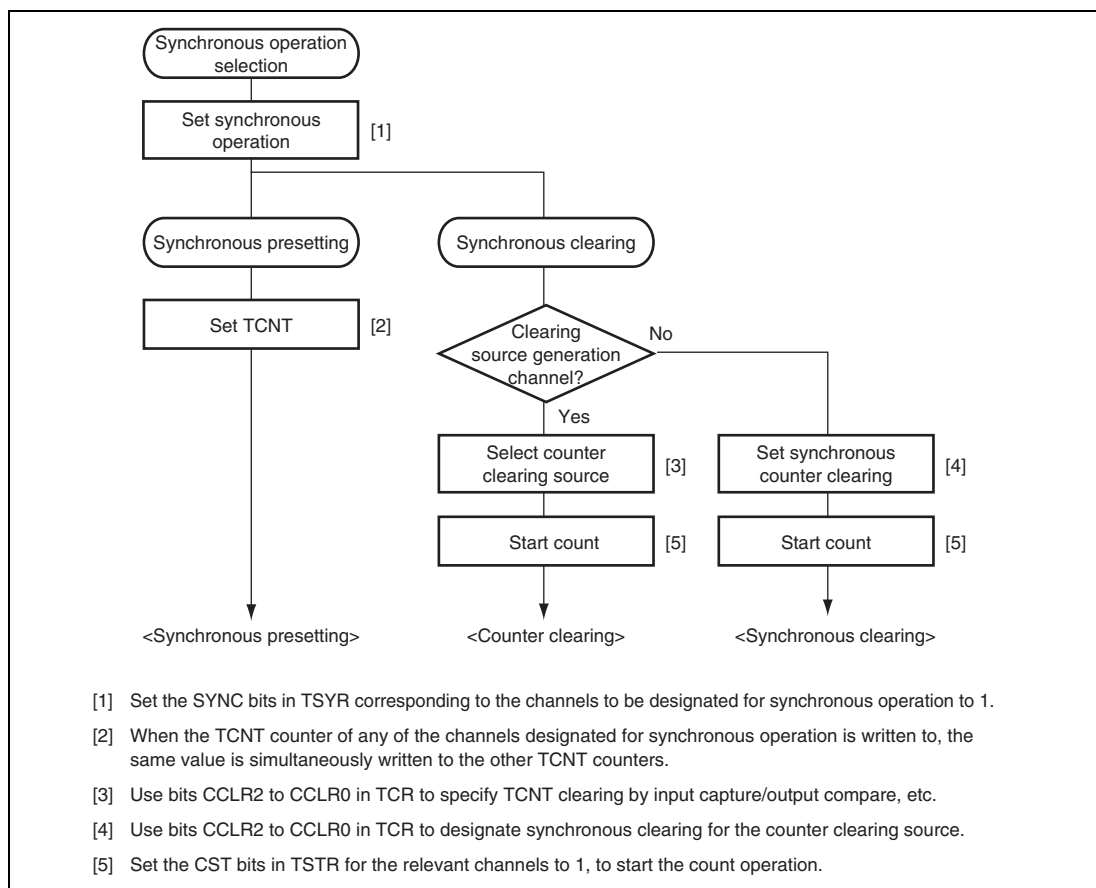 Synchronous operation
selection
Set synchronous
operation
[1]
Synchronous presetting
Synchronous clearing
Set TCNT
[2]
Clearing
source generation
channel?
No
Yes
Select counter
clearing source
[3]
Set synchronous
counter clearing
[4]
Start count
[5]
Start count
[5]
<Synchronous presetting>
<Counter clearing>
<Synchronous clearing>
[1] Set the SYNC bits in TSYR corresponding to the channels to be designated for synchronous operation to 1.
[2] When the TCNT counter of any of the channels designated for synchronous operation is written to, the
same value is simultaneously written to the other TCNT counters.
[3] Use bits CCLR2 to CCLR0 in TCR to specify TCNT clearing by input capture/output compare, etc.
[4] Use bits CCLR2 to CCLR0 in TCR to designate synchronous clearing for the counter clearing source.
[5] Set the CST bits in TSTR for the relevant channels to 1, to start the count operation.